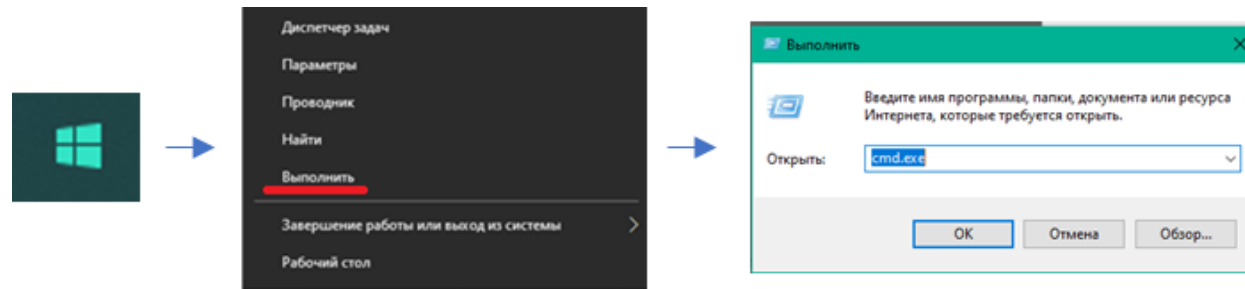 Диспетчер задач
Параметры
Проводник
Найти
Выполнить
Завершение работы или выход из системы
Рабочий стол
Выполнить
Введите имя программы, папки, документа или ресурса
Интернета, которые требуется открыть.
Открыть:
cmd.exe
OK
Отмена
Обзор...